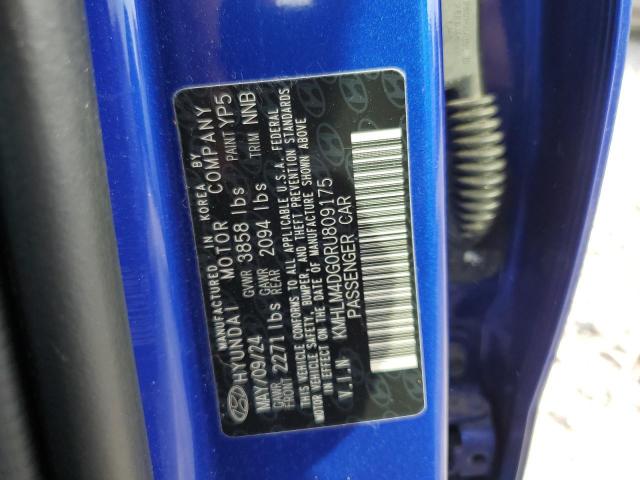 MANUFACTURED IN KOREA BY
HYUNDAI MOTOR COMPANY
MAY/09/24 GVWR 3858 lbs PAINT YP5
GAWR FRONT 2271 lbs GAWR REAR 2094 lbs TRIM NNB
THIS VEHICLE CONFORMS TO ALL APPLICABLE U.S.A. FEDERAL
MOTOR VEHICLE SAFETY, BUMPER, AND THEFT PREVENTION STANDARDS
IN EFFECT ON THE DATE OF MANUFACTURE SHOWN ABOVE
V.I.N KMHLM4DG0RU809175
PASSENGER CAR